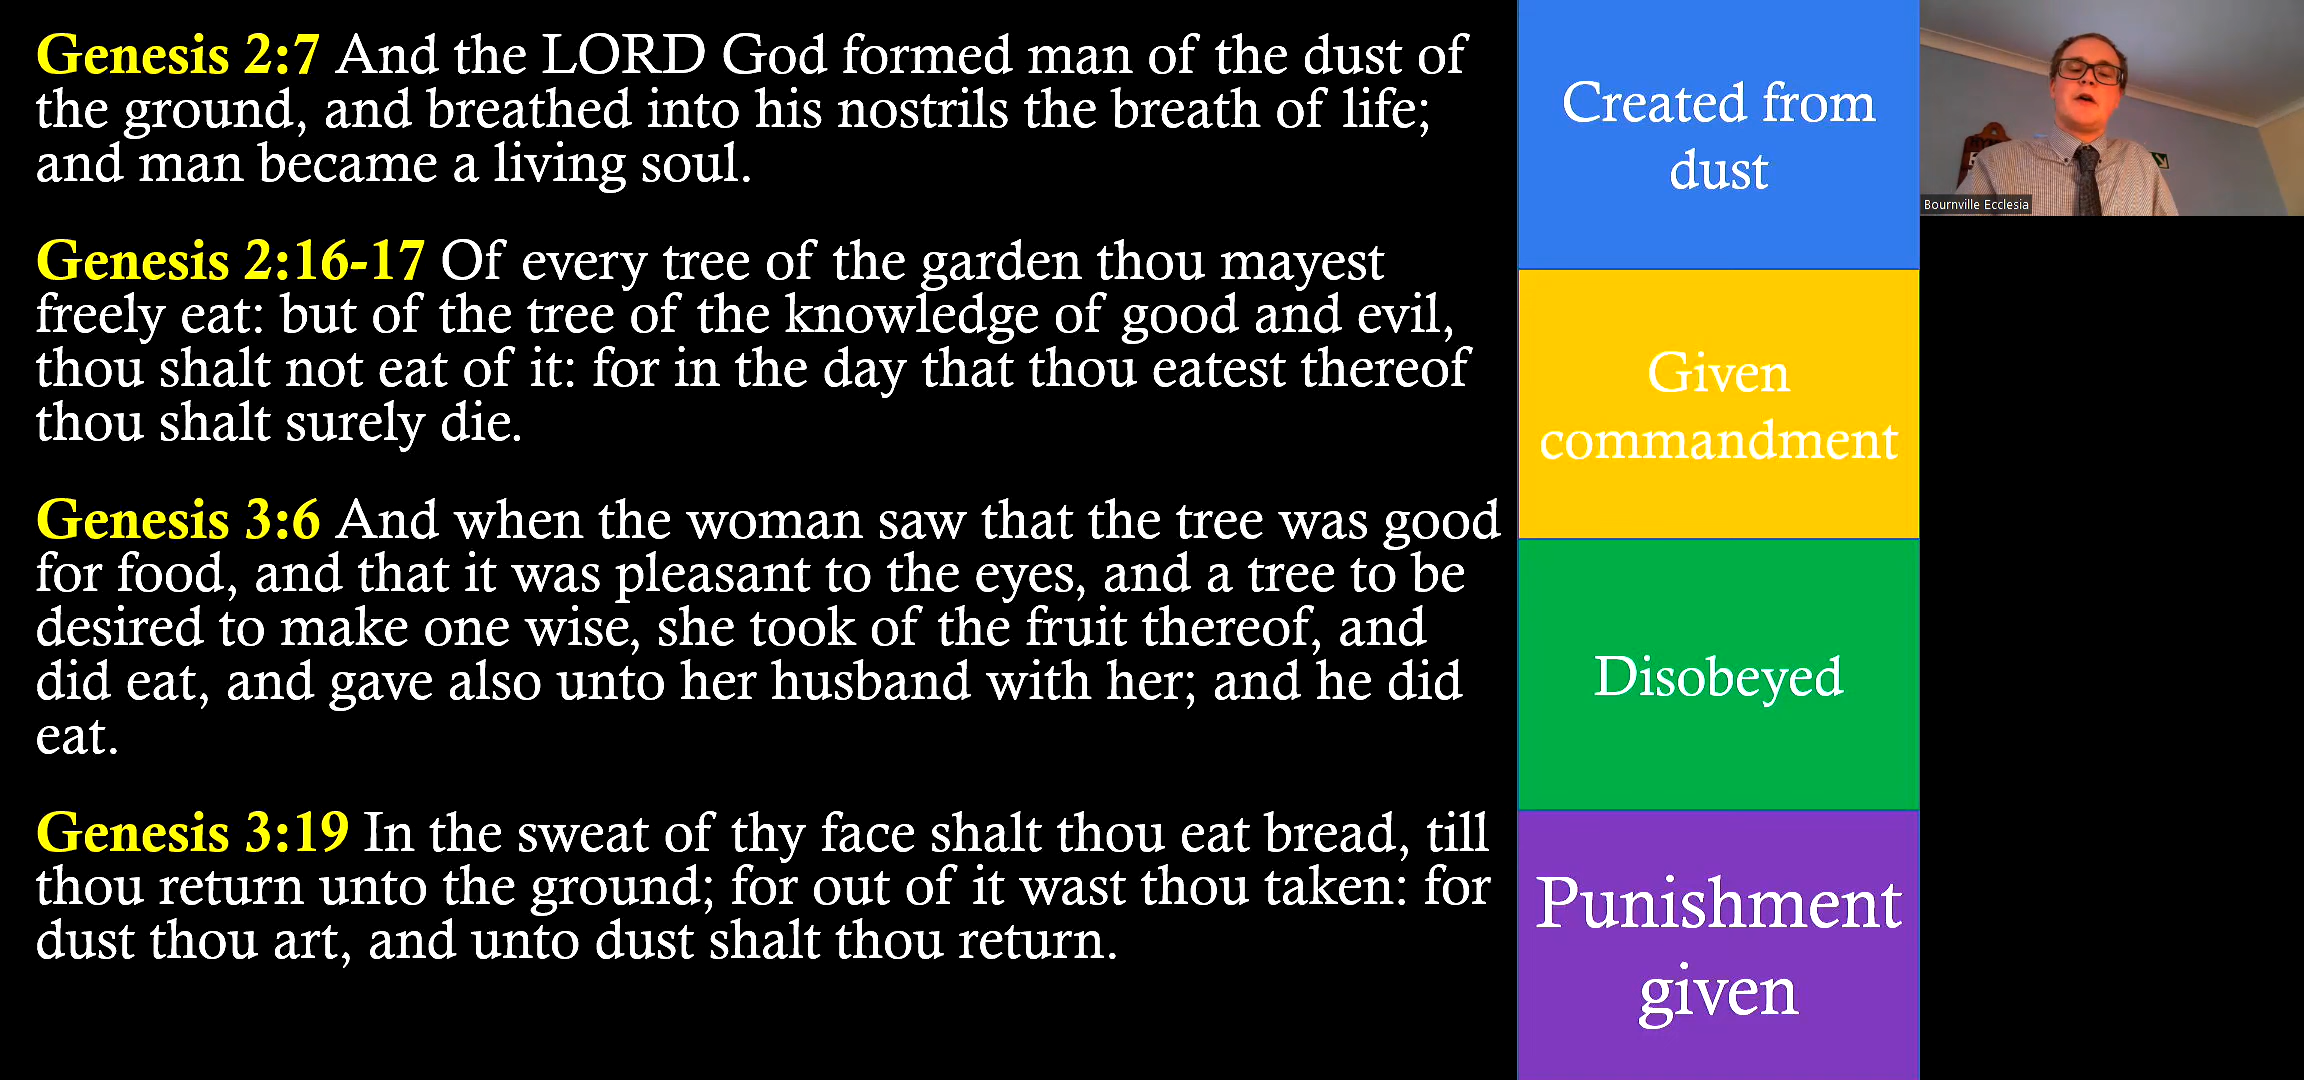 Genesis 2:7 And the LORD God formed man of the dust of
the ground, and breathed into his nostrils the breath of life;
and man became a living soul.
Genesis 2:16-17 Of every tree of the garden thou mayest
freely eat: but of the tree of the knowledge of good and evil,
thou shalt not eat of it: for in the day that thou eatest thereof
thou shalt surely die.
Genesis 3:6 And when the woman saw that the tree was good
for food, and that it was pleasant to the eyes, and a tree to be
desired to make one wise, she took of the fruit thereof, and
did eat, and gave also unto her husband with her; and he did
eat.
Genesis 3:19 In the sweat of thy face shalt thou eat bread, till
thou return unto the ground; for out of it wast thou taken: for
dust thou art, and unto dust shalt thou return.
Created from
dust
Given
commandment
Disobeyed
Punishment
given
Bournville Ecclesia